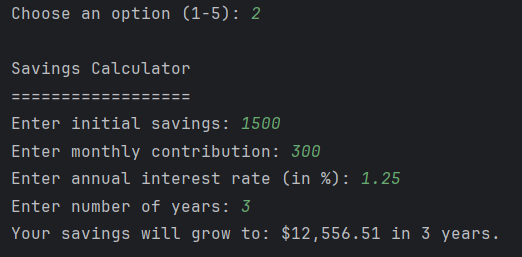 Choose an option (1-5): 2
Savings Calculator
==================
Enter initial savings: 1500
Enter monthly contribution: 300
Enter annual interest rate (in %): 1.25
Enter number of years: 3
Your savings will grow to: $12,556.51 in 3 years.